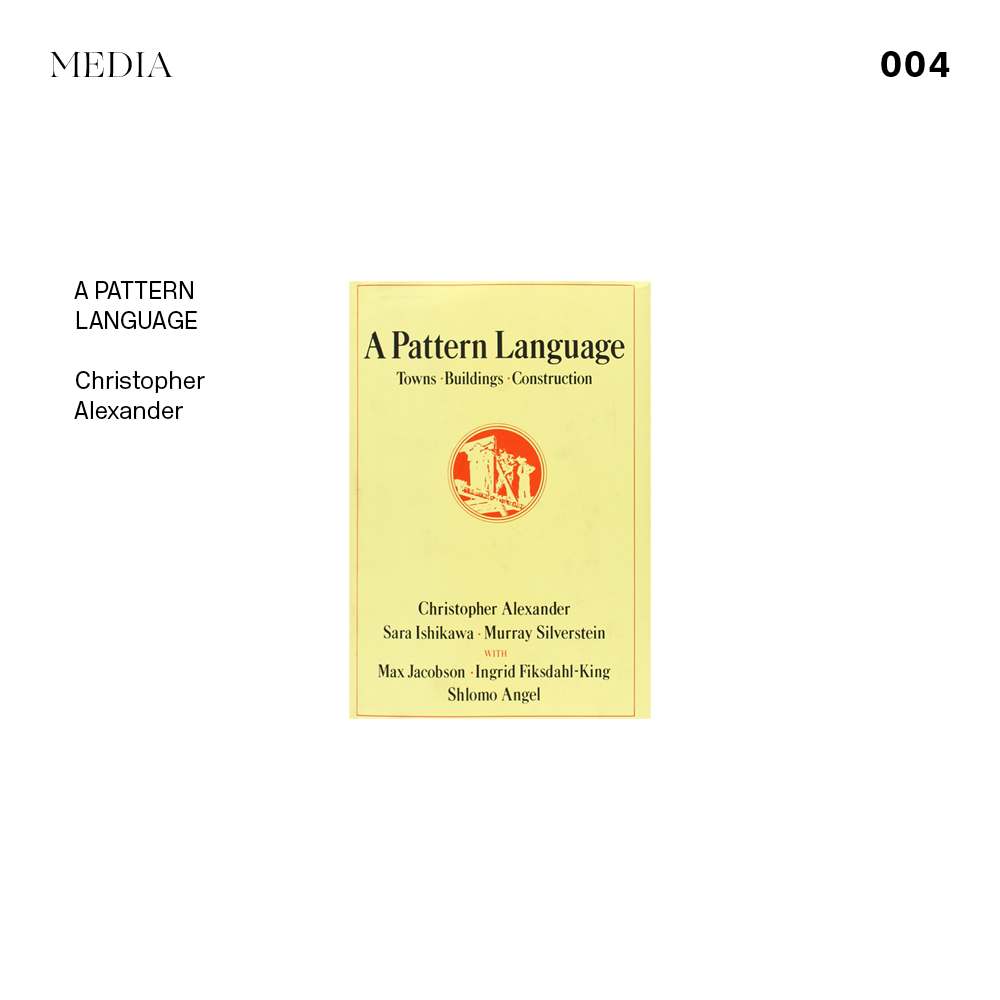 MEDIA
004
A PATTERN
LANGUAGE
Christopher
Alexander
A Pattern Language
Towns · Buildings · Construction
Christopher Alexander
Sara Ishikawa · Murray Silverstein
WITH
Max Jacobson · Ingrid Fiksdahl-King
Shlomo Angel